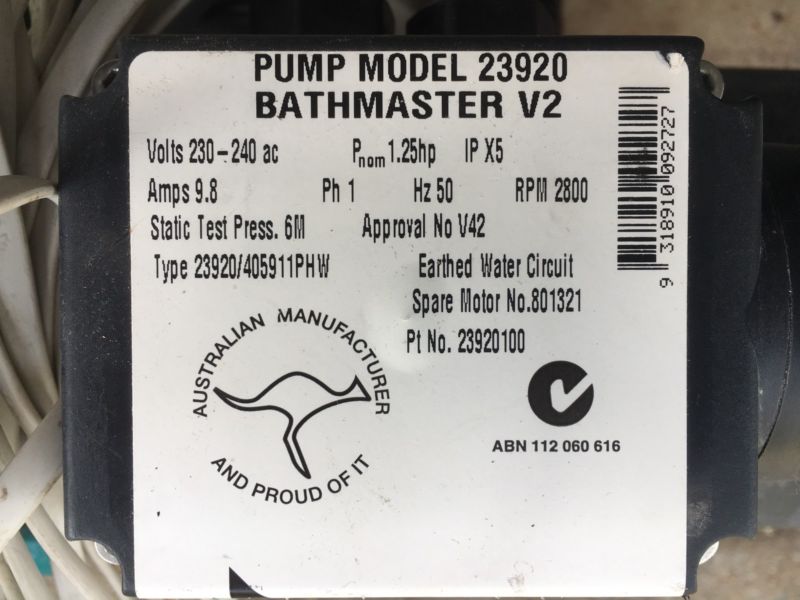 PUMP MODEL 23920
BATHMASTER V2
Volts 230-240 ac Pnom 1.25hp IP X5
Amps 9.8 Ph 1 Hz 50 RPM 2800
Static Test Press. 6M Approval No V42
Type 23920/405911PHW Earthed Water Circuit
Spare Motor No.801321
Pt No. 23920100
AUSTRALIAN MANUFACTURER
AND PROUD OF IT
ABN 112 060 616
9 318910 092727